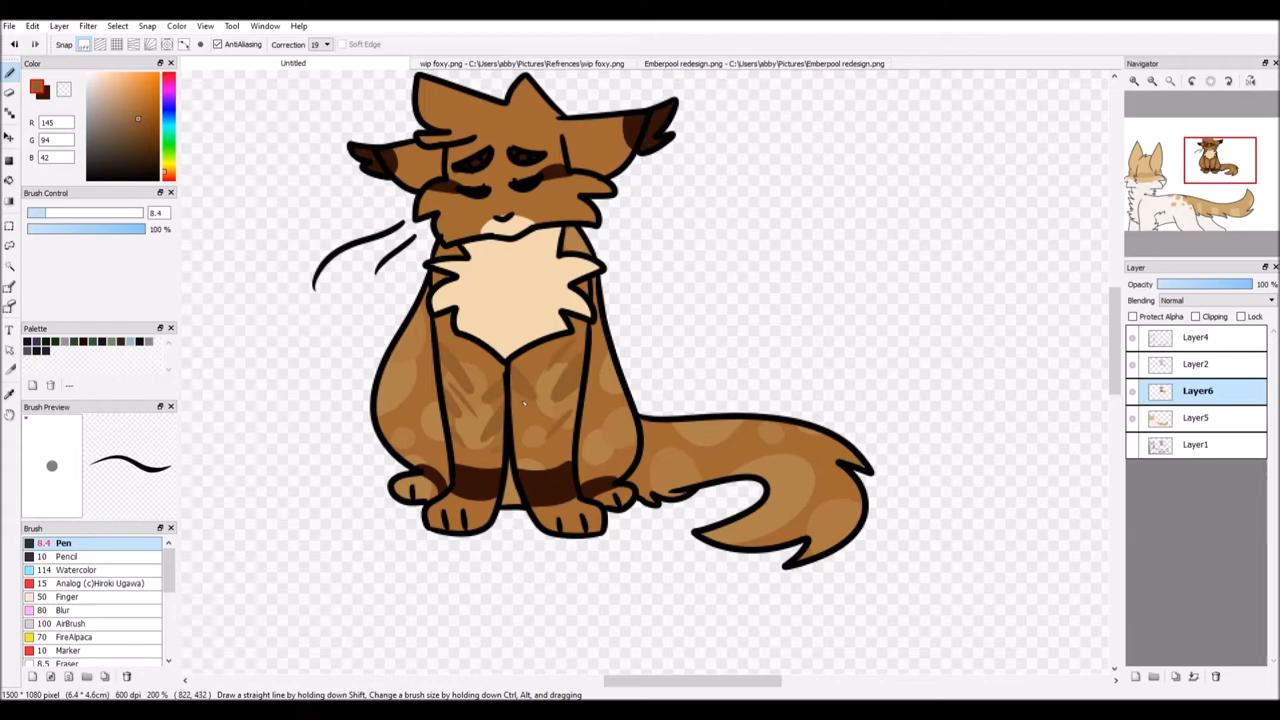 File Edit Layer Filter Select Snap Color View Tool Window Help
Snap AntiAliasing Correction 19 Soft Edge
Color
Untitled
wip foxy.png - C:\Users\abby\Pictures\Refrences\wip foxy.png
Emberpool redesign.png - C:\Users\abby\Pictures\Emberpool redesign.png
Navigator
R 145
G 94
B 42
Brush Control
8.4
100 %
Palette
Brush Preview
Brush
8.4 Pen
10 Pencil
114 Watercolor
15 Analog (c)Hiroki Ugawa)
50 Finger
80 Blur
100 AirBrush
70 FireAlpaca
10 Marker
8.5 Eraser
Layer
Opacity 100 %
Blending Normal
Protect Alpha Clipping Lock
Layer4
Layer2
Layer6
Layer5
Layer1
1500 * 1080 pixel (6.4 * 4.6cm) 600 dpi 200 % ( 822, 432 ) Draw a straight line by holding down Shift, Change a brush size by holding down Ctrl, Alt, and dragging